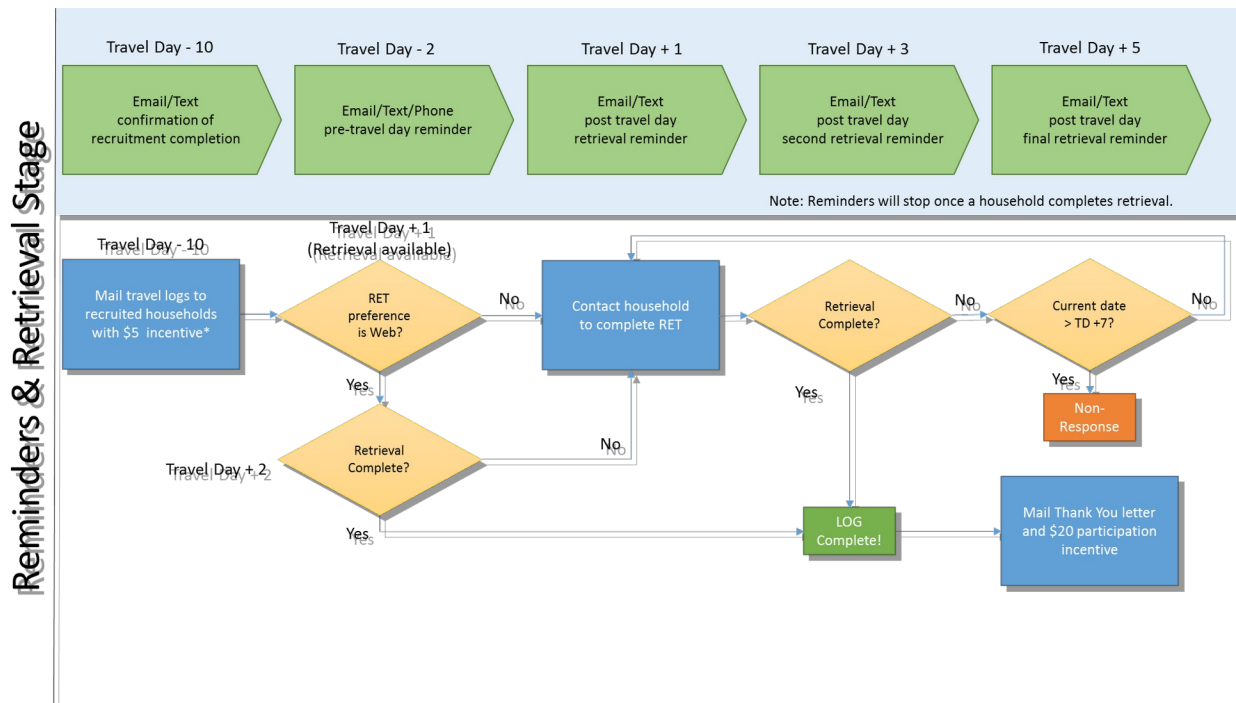 Reminders & Retrieval Stage
Travel Day - 10
Travel Day - 2
Travel Day + 1
Travel Day + 3
Travel Day + 5
Email/Text
confirmation of
recruitment completion
Email/Text/Phone
pre-travel day reminder
Email/Text
post travel day
retrieval reminder
Email/Text
post travel day
second retrieval reminder
Email/Text
post travel day
final retrieval reminder
Note: Reminders will stop once a household completes retrieval.
Travel Day - 10
Mail travel logs to
recruited households
with $5 incentive*
Travel Day + 1
(Retrieval available)
RET
preference
is Web?
No
Contact household
to complete RET
Retrieval
Complete?
No
Current date
> TD +7?
No
Yes
Yes
Yes
Non-
Response
Travel Day + 2
Retrieval
Complete?
No
Yes
LOG
Complete!
Mail Thank You letter
and $20 participation
incentive